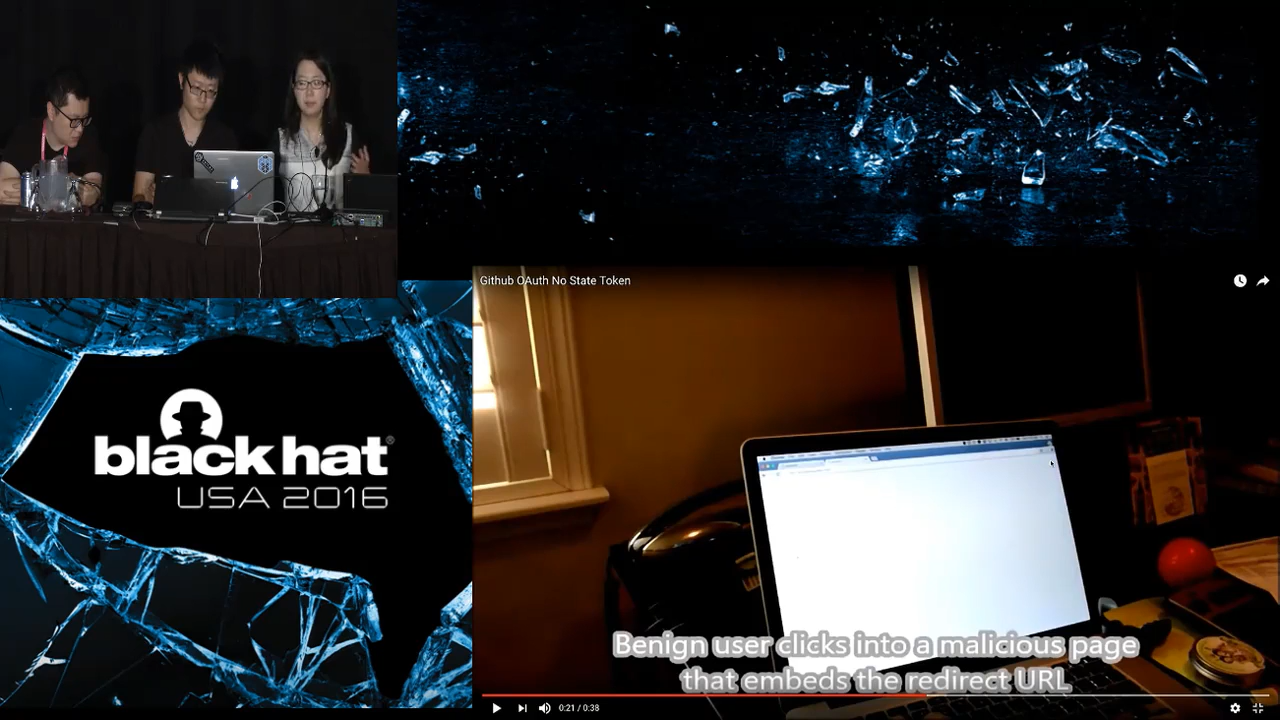 Github OAuth No State Token
black hat®
USA 2016
Benign user clicks into a malicious page
that embeds the redirect URL
0:21 / 0:38